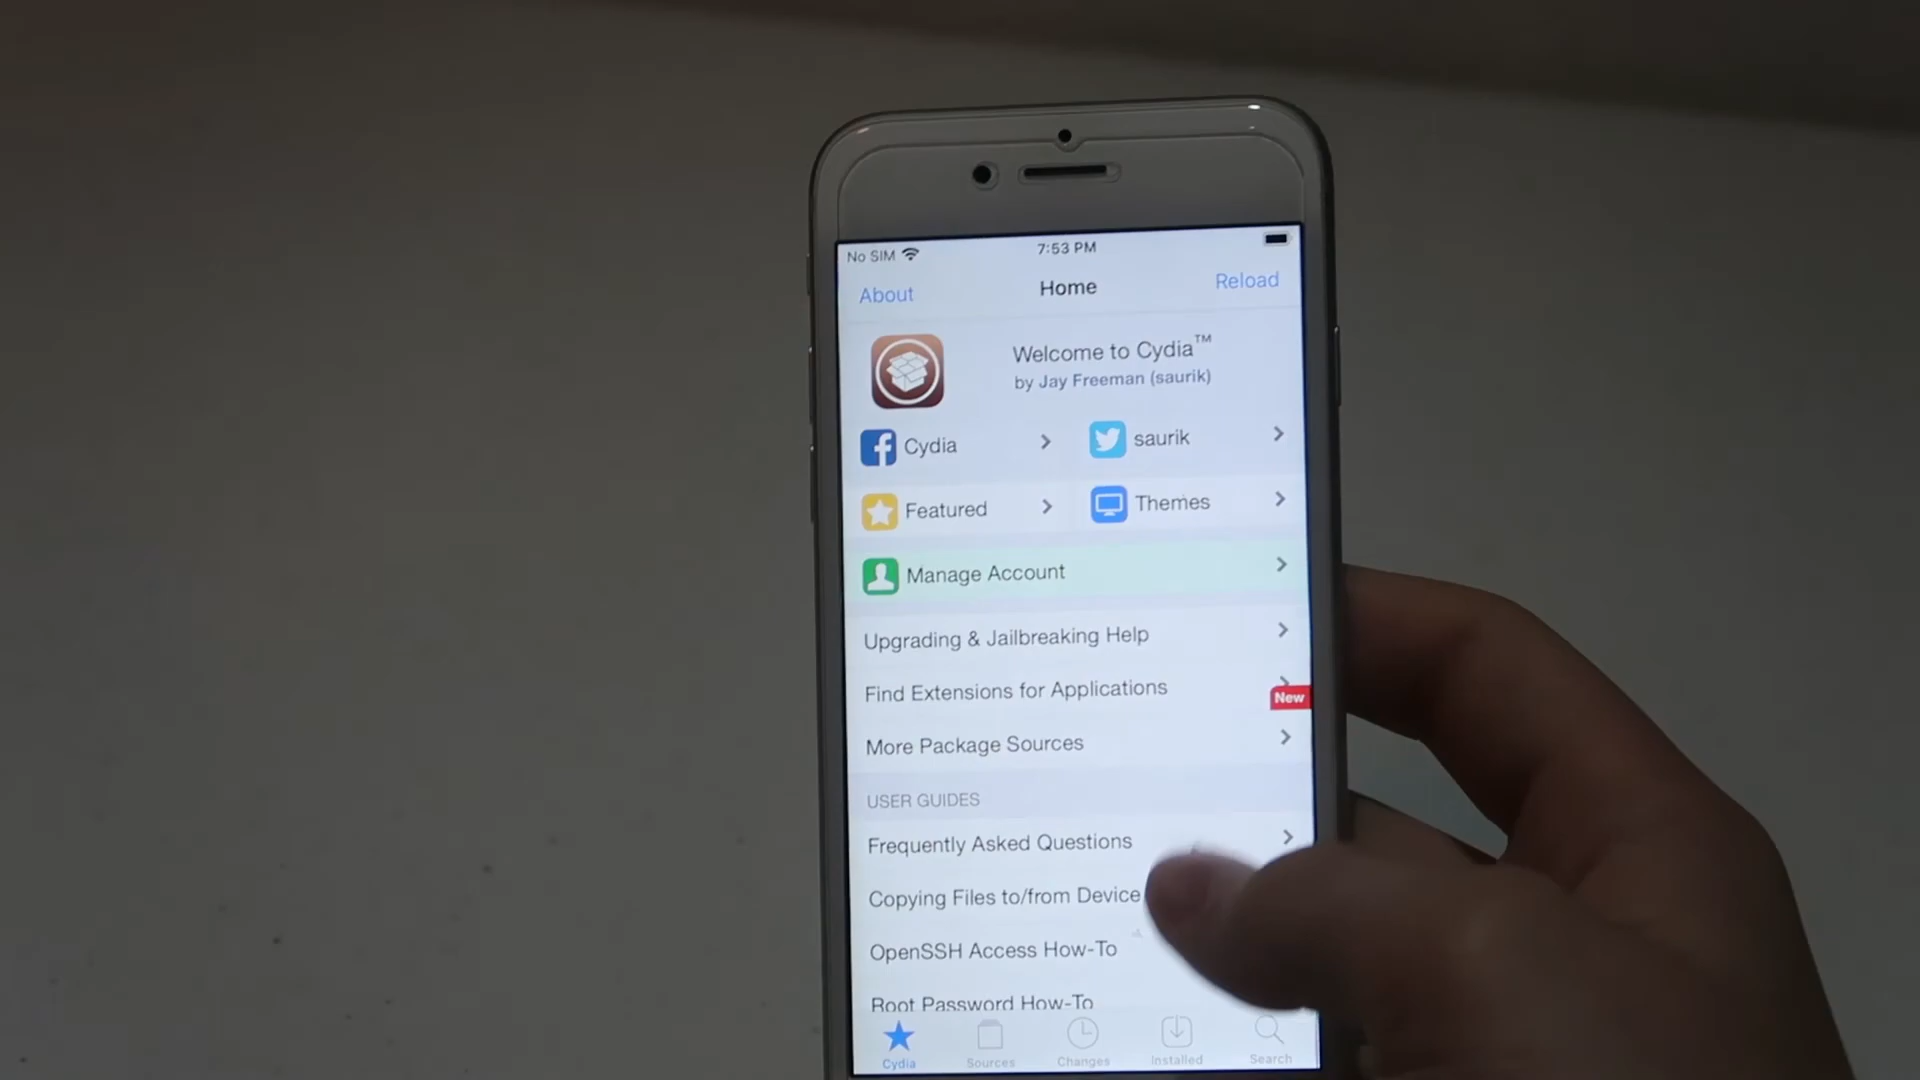 No SIM
7:53 PM
About
Home
Reload
Welcome to Cydia™
by Jay Freeman (saurik)
Cydia
saurik
Featured
Themes
Manage Account
Upgrading & Jailbreaking Help
Find Extensions for Applications
New
More Package Sources
USER GUIDES
Frequently Asked Questions
Copying Files to/from Device
OpenSSH Access How-To
Root Password How-To
Cydia
Sources
Changes
Installed
Search